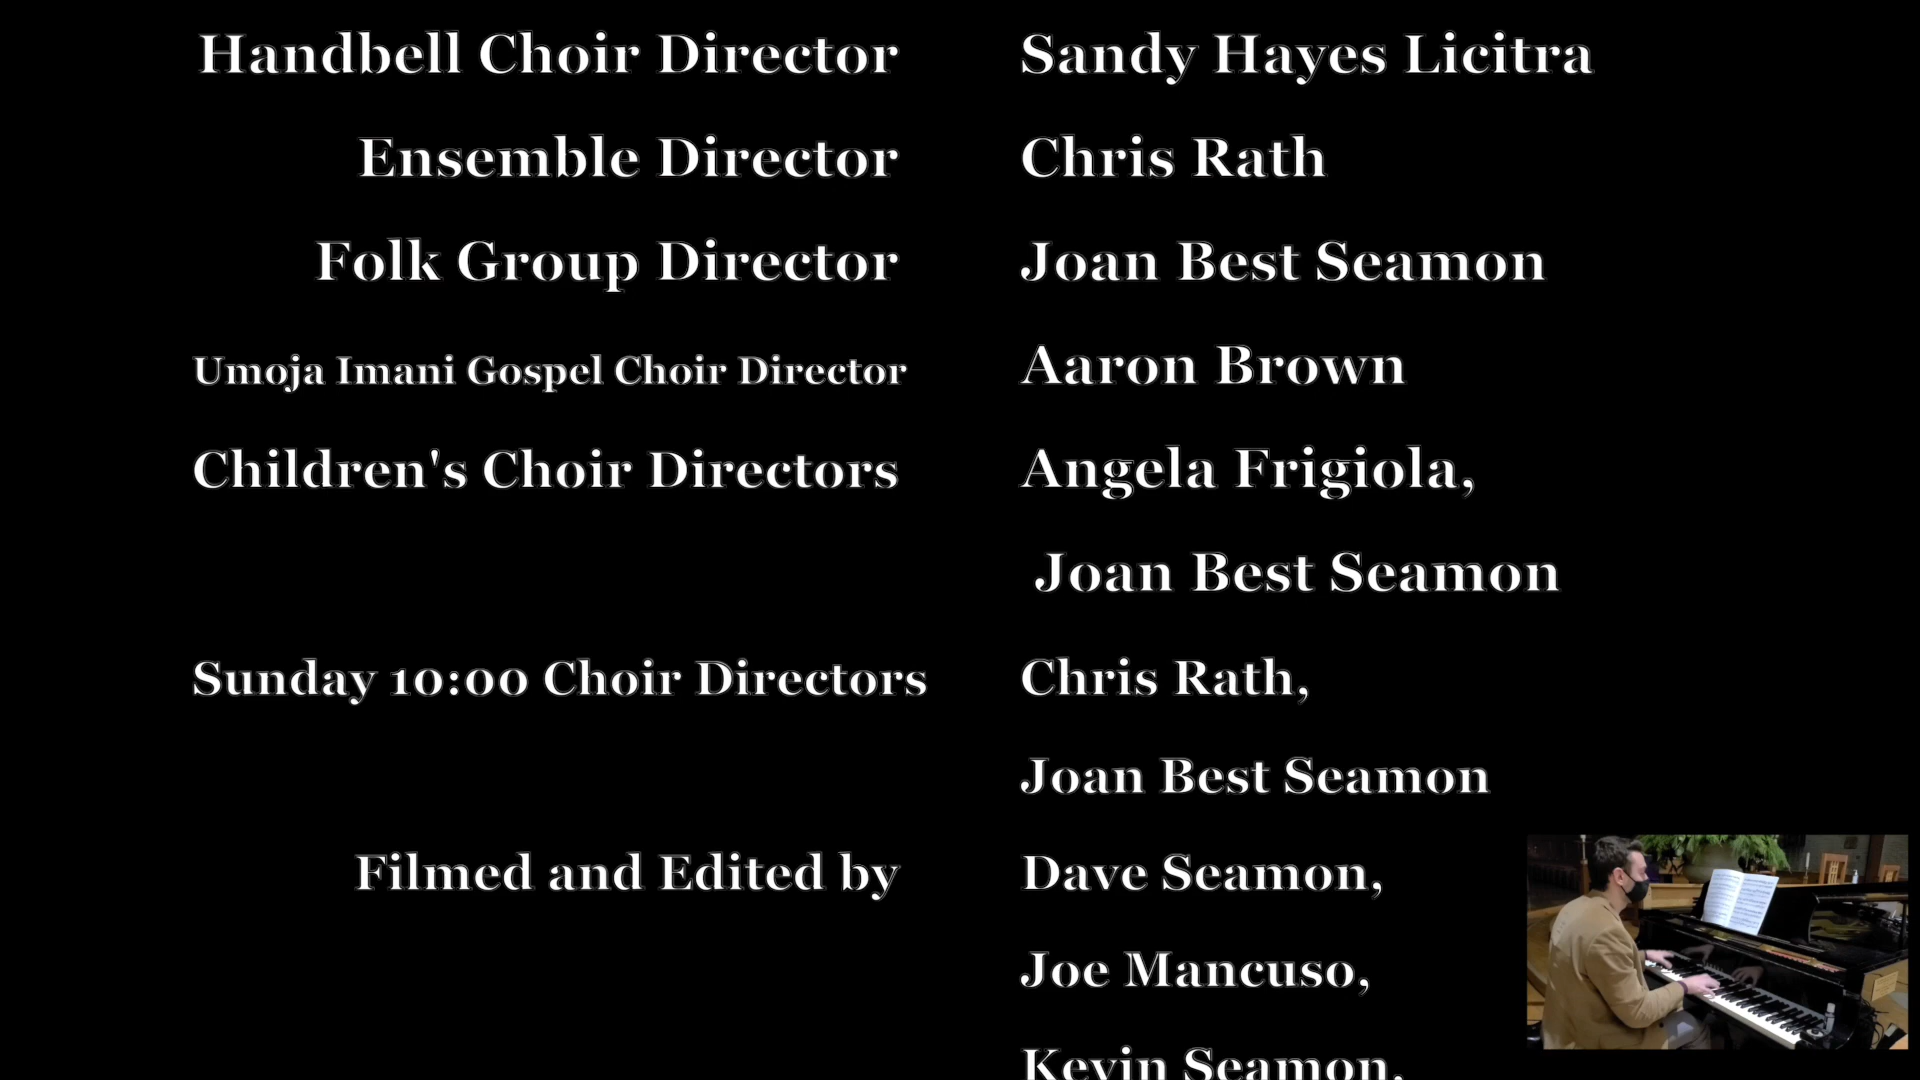 Handbell Choir Director Sandy Hayes Licitra
Ensemble Director Chris Rath
Folk Group Director Joan Best Seamon
Umoja Imani Gospel Choir Director Aaron Brown
Children's Choir Directors Angela Frigiola,
Joan Best Seamon
Sunday 10:00 Choir Directors Chris Rath,
Joan Best Seamon
Filmed and Edited by Dave Seamon,
Joe Mancuso,
Kevin Seamon,